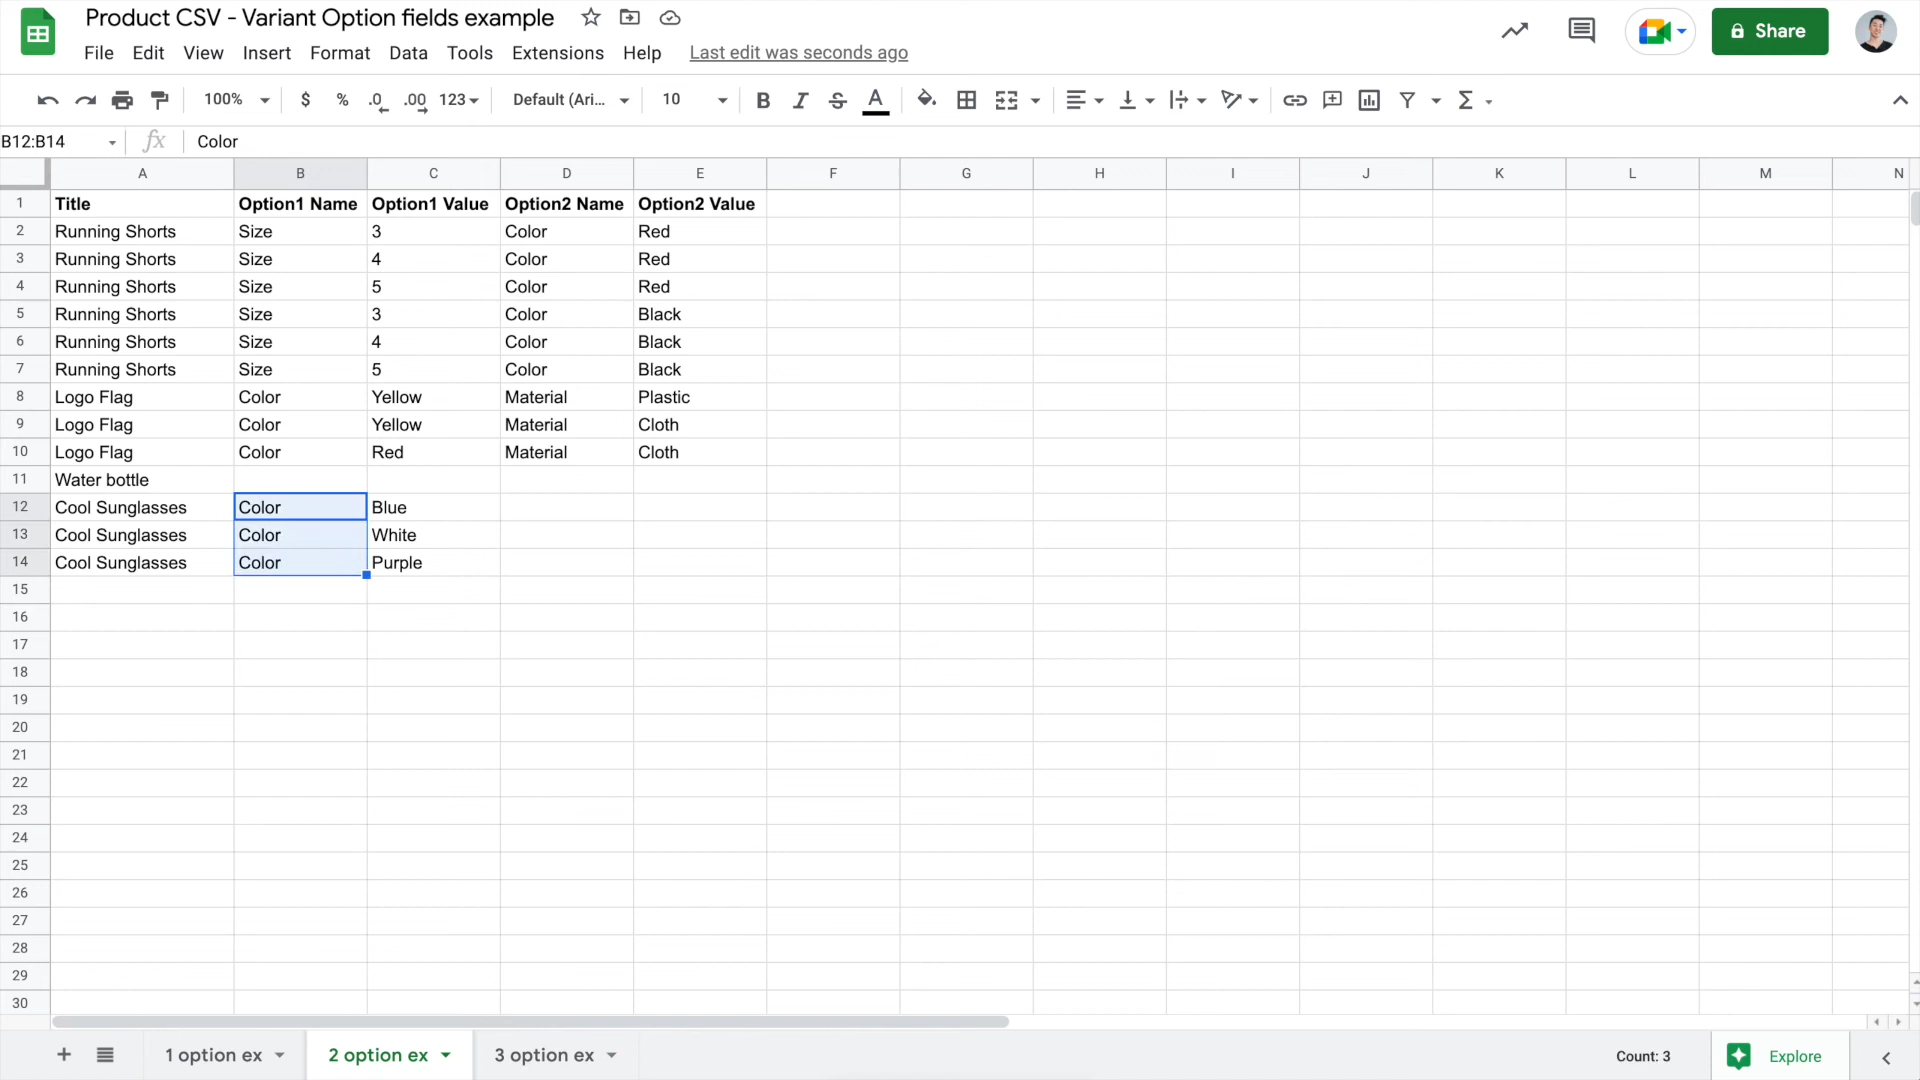 Product CSV - Variant Option fields example
File Edit View Insert Format Data Tools Extensions Help Last edit was seconds ago
Share
100% $ % .0 .00 123 Default (Ari... 10 B I S A Σ
B12:B14 fx Color
A B C D E F G H I J K L M N
1 Title Option1 Name Option1 Value Option2 Name Option2 Value
2 Running Shorts Size 3 Color Red
3 Running Shorts Size 4 Color Red
4 Running Shorts Size 5 Color Red
5 Running Shorts Size 3 Color Black
6 Running Shorts Size 4 Color Black
7 Running Shorts Size 5 Color Black
8 Logo Flag Color Yellow Material Plastic
9 Logo Flag Color Yellow Material Cloth
10 Logo Flag Color Red Material Cloth
11 Water bottle
12 Cool Sunglasses Color Blue
13 Cool Sunglasses Color White
14 Cool Sunglasses Color Purple
15
16
17
18
19
20
21
22
23
24
25
26
27
28
29
30
1 option ex 2 option ex 3 option ex Count: 3 Explore